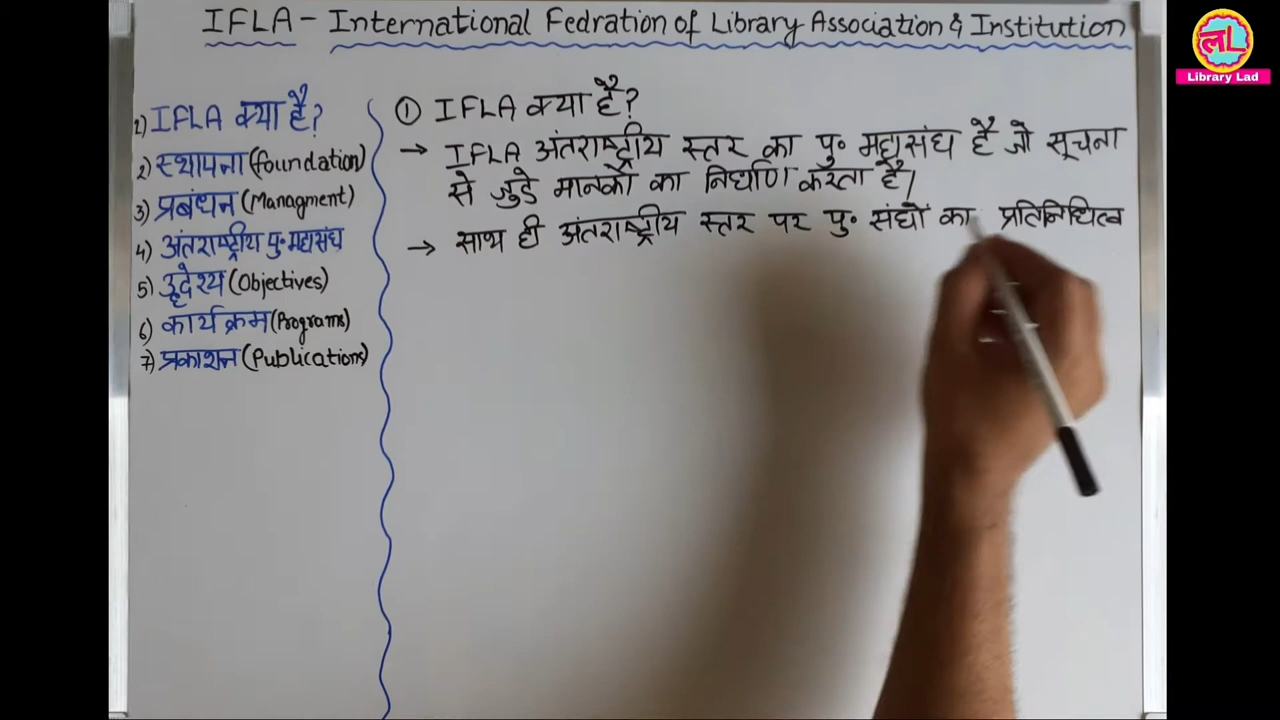 IFLA - International Fedration of Library Association & Institution
ला
Library Lad
1) IFLA क्या है?
2) स्थापना (foundation)
3) प्रबंधन (Managment)
4) अंतराष्ट्रीय पु॰ महासंघ
5) उद्देश्य (Objectives)
6) कार्यक्रम (Programs)
7) प्रकाशन (Publications)
① IFLA क्या है?
→ IFLA अंतराष्ट्रीय स्तर का पु॰ महासंघ है जो सूचना
से जुडे मानकों का निर्धाण करता है|
→ साथ ही अंतराष्ट्रीय स्तर पर पु॰ संघों का प्रतिनिधित्व